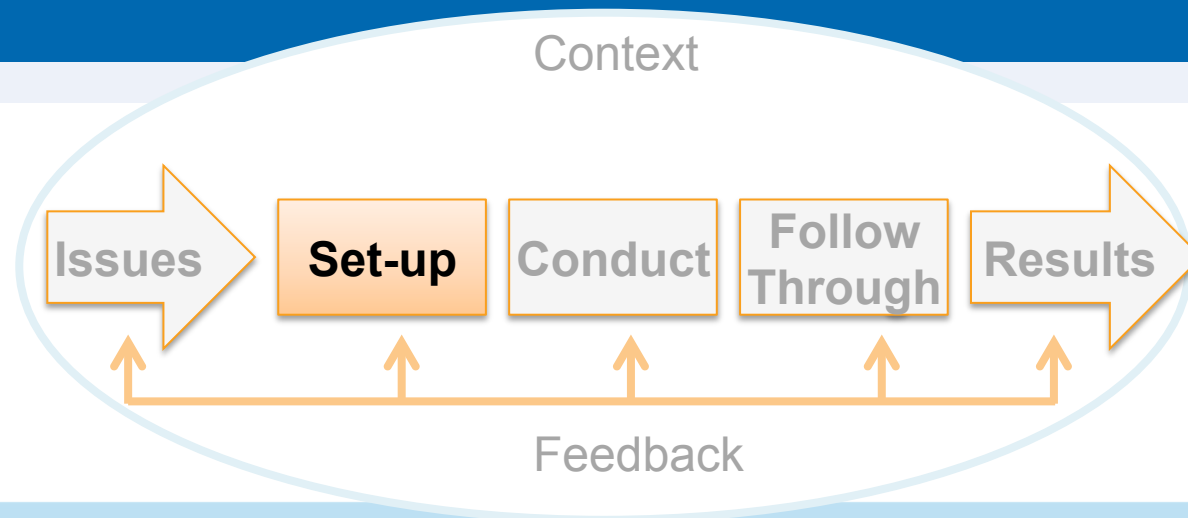 Context
Issues
Set-up
Conduct
Follow
Through
Results
Feedback